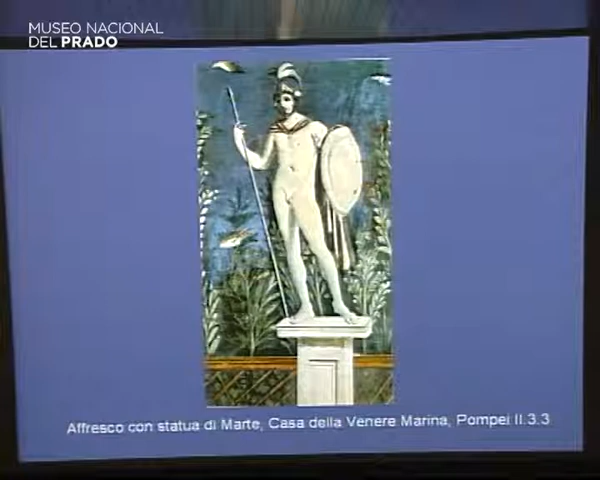 MUSEO NACIONAL
DEL PRADO
Affresco con statua di Marte, Casa della Venere Marina, Pompei II.3.3